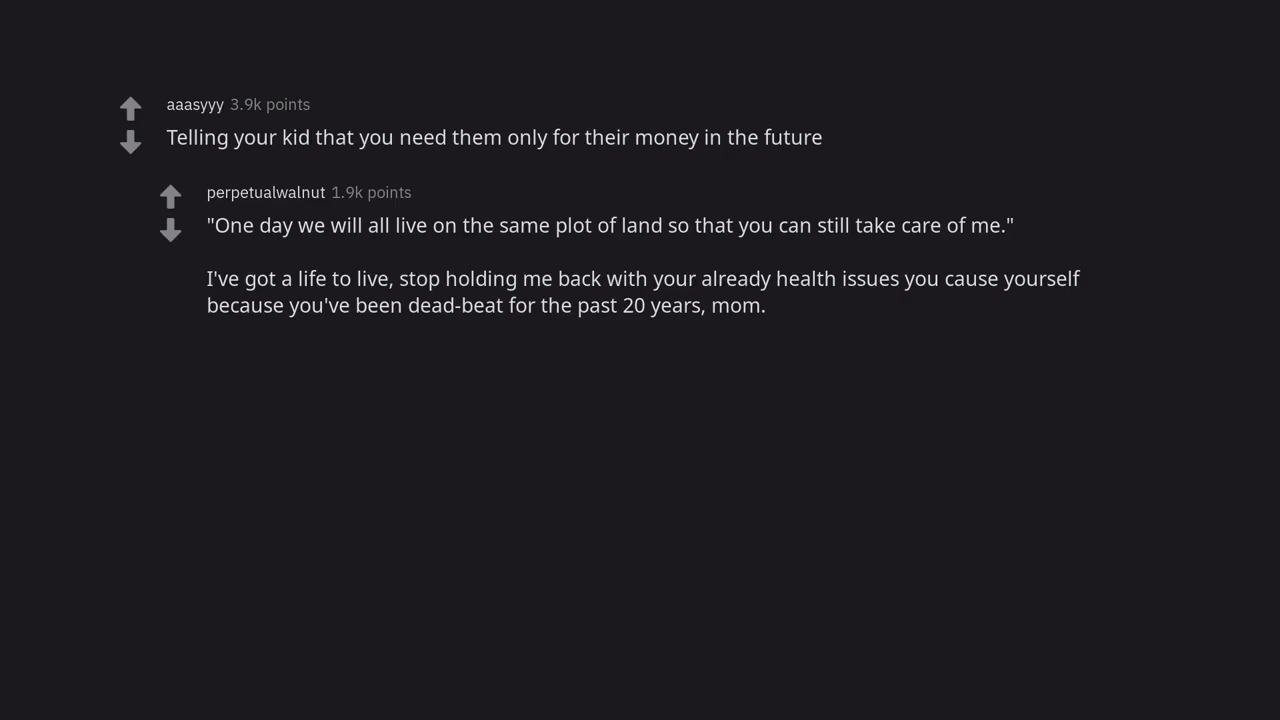 aaasyyy 3.9k points
Telling your kid that you need them only for their money in the future
perpetualwalnut 1.9k points
"One day we will all live on the same plot of land so that you can still take care of me."
I've got a life to live, stop holding me back with your already health issues you cause yourself
because you've been dead-beat for the past 20 years, mom.